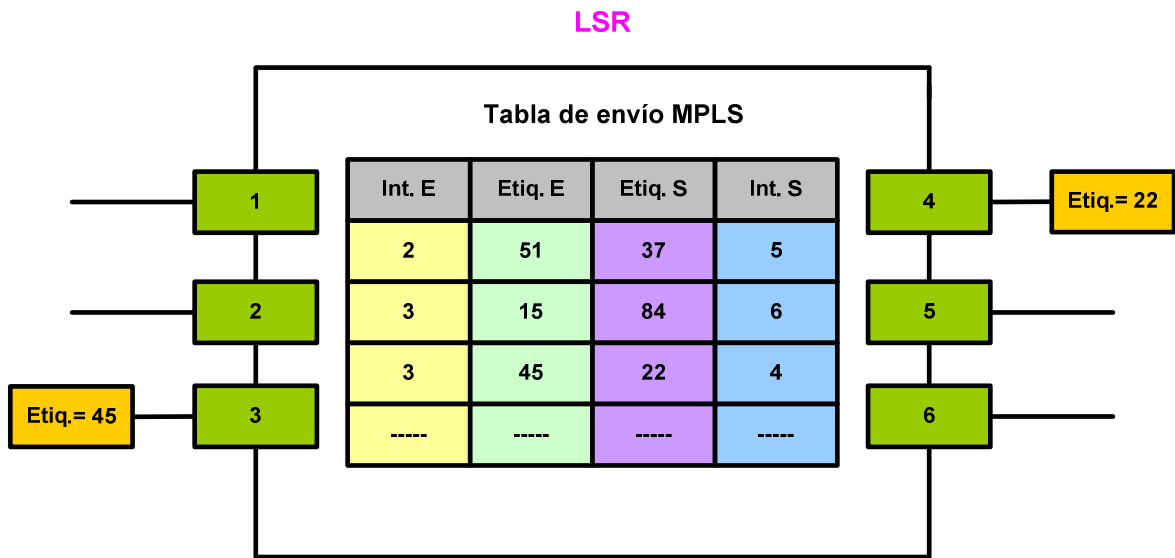 LSR
Tabla de envío MPLS
Int. E Etiq. E Etiq. S Int. S
2 51 37 5
3 15 84 6
3 45 22 4
----- ----- ----- -----
1
2
3
Etiq.= 45
4
5
6
Etiq.= 22